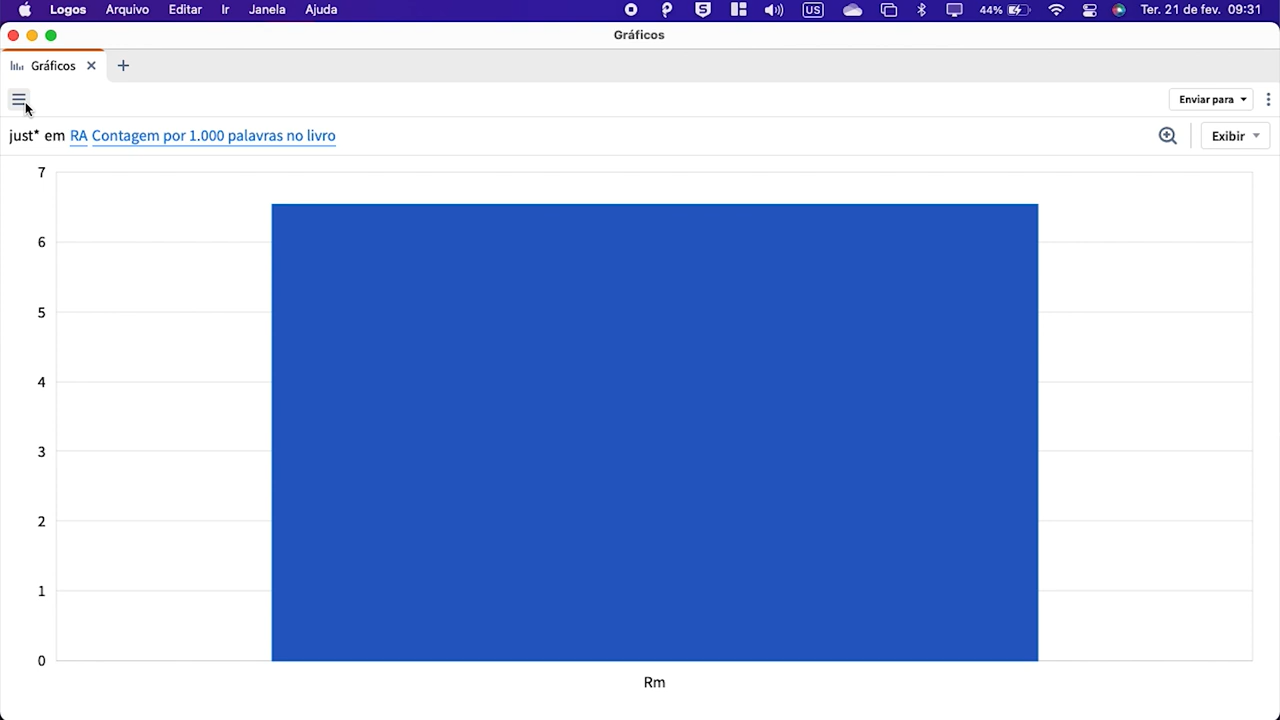 Logos Arquivo Editar Ir Janela Ajuda US 44% Ter. 21 de fev. 09:31
Gráficos
Gráficos
Enviar para
just* em RA Contagem por 1.000 palavras no livro
Exibir
7
6
5
4
3
2
1
0
Rm